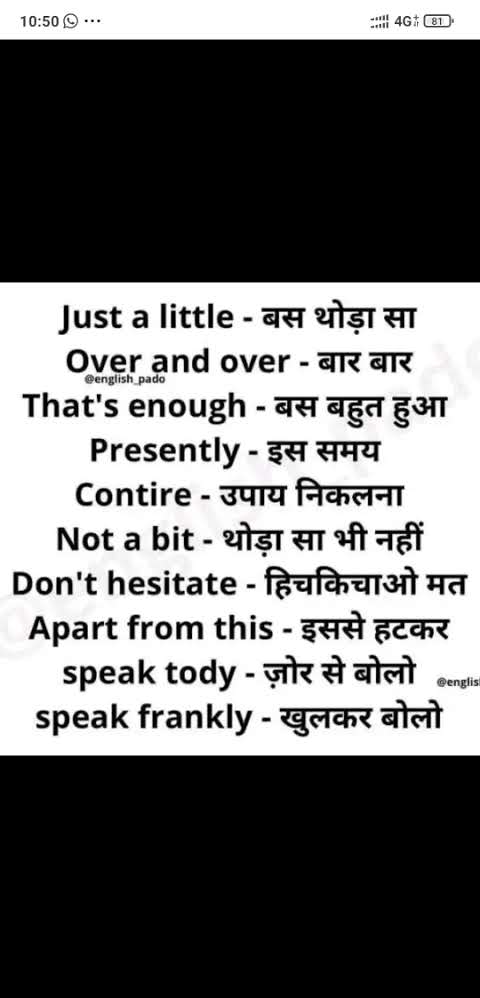 10:50
4G 81
Just a little - बस थोड़ा सा
Over and over - बार बार
@english_pado
That's enough - बस बहुत हुआ
Presently - इस समय
Contire - उपाय निकलना
Not a bit - थोड़ा सा भी नहीं
Don't hesitate - हिचकिचाओ मत
Apart from this - इससे हटकर
speak tody - ज़ोर से बोलो
@englis
speak frankly - खुलकर बोलो